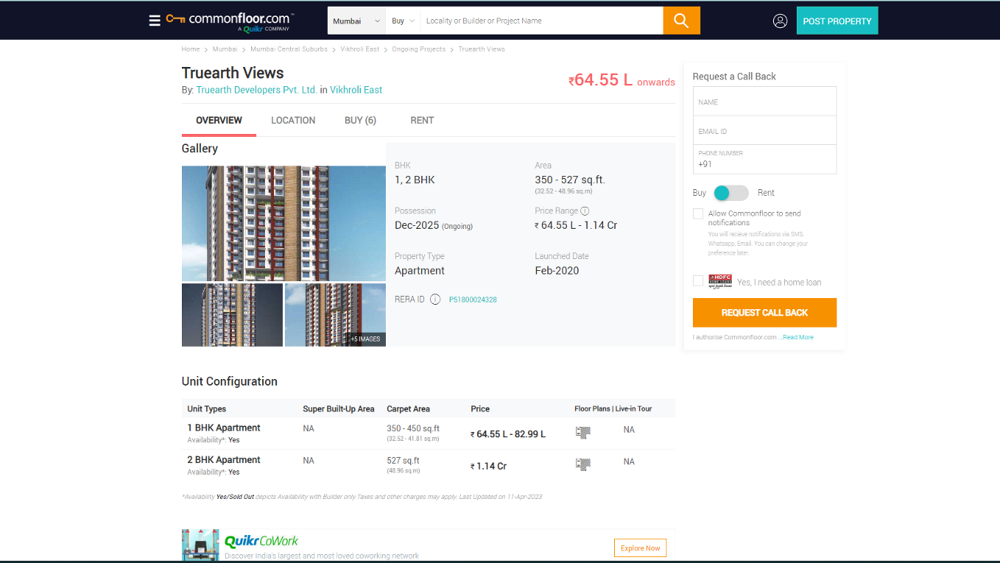 commonfloor.com™
A Quikr COMPANY
Mumbai
Buy
Locality or Builder or Project Name
POST PROPERTY
Home > Mumbai > Mumbai Central Suburbs > Vikhroli East > Ongoing Projects > Truearth Views
Truearth Views
By: Truearth Developers Pvt. Ltd. in Vikhroli East
₹64.55 L onwards
OVERVIEW LOCATION BUY (6) RENT
Gallery
+5 IMAGES
BHK Area
1, 2 BHK 350 - 527 sq.ft.
(32.52 - 48.96 sq.m)
Possession Price Range i
Dec-2025 (Ongoing) ₹ 64.55 L - 1.14 Cr
Property Type Launched Date
Apartment Feb-2020
RERA ID i P51800024328
Request a Call Back
NAME
EMAIL ID
PHONE NUMBER
+91
Buy Rent
Allow Commonfloor to send
notifications
You will recieve notifications via SMS,
Whatsapp, Email. You can change your
preference later.
HDFC
HOME LOANS
Yes, I need a home loan
REQUEST CALL BACK
I authorise Commonfloor.com ...Read More
Unit Configuration
Unit Types Super Built-Up Area Carpet Area Price Floor Plans | Live-in Tour
1 BHK Apartment NA 350 - 450 sq.ft ₹ 64.55 L - 82.99 L NA
Availability*: Yes (32.52 - 41.81 sq.m)
2 BHK Apartment NA 527 sq.ft ₹ 1.14 Cr NA
Availability*: Yes (48.96 sq.m)
*Availability Yes/Sold Out depicts Availability with Builder only,Taxes and other charges may apply. Last Updated on 11-Apr-2023
QuikrCoWork
Discover India's largest and most loved coworking network
Explore Now